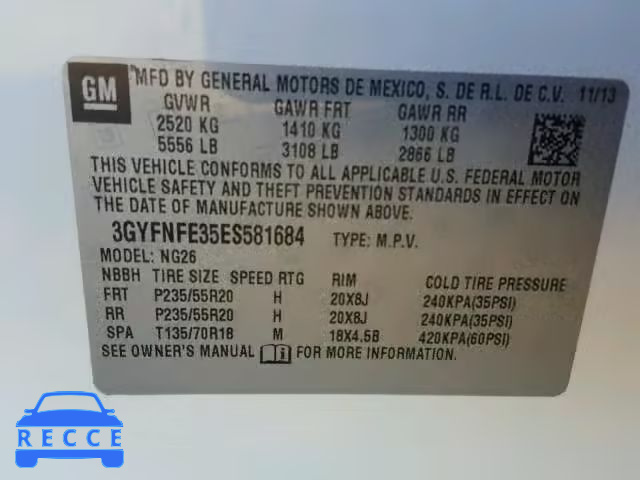 GM
MFD BY GENERAL MOTORS DE MEXICO, S. DE R.L. DE C.V. 11/13
GVWR GAWR FRT GAWR RR
2520 KG 1410 KG 1300 KG
5556 LB 3108 LB 2866 LB
THIS VEHICLE CONFORMS TO ALL APPLICABLE U.S. FEDERAL MOTOR
VEHICLE SAFETY AND THEFT PREVENTION STANDARDS IN EFFECT ON
THE DATE OF MANUFACTURE SHOWN ABOVE.
3GYFNFE35ES581684 TYPE: M.P.V.
MODEL: NG26
NBBH TIRE SIZE SPEED RTG RIM COLD TIRE PRESSURE
FRT P235/55R20 H 20X8J 240KPA(35PSI)
RR P235/55R20 H 20X8J 240KPA(35PSI)
SPA T135/70R18 M 18X4.5B 420KPA(60PSI)
SEE OWNER'S MANUAL FOR MORE INFORMATION.
RECCE